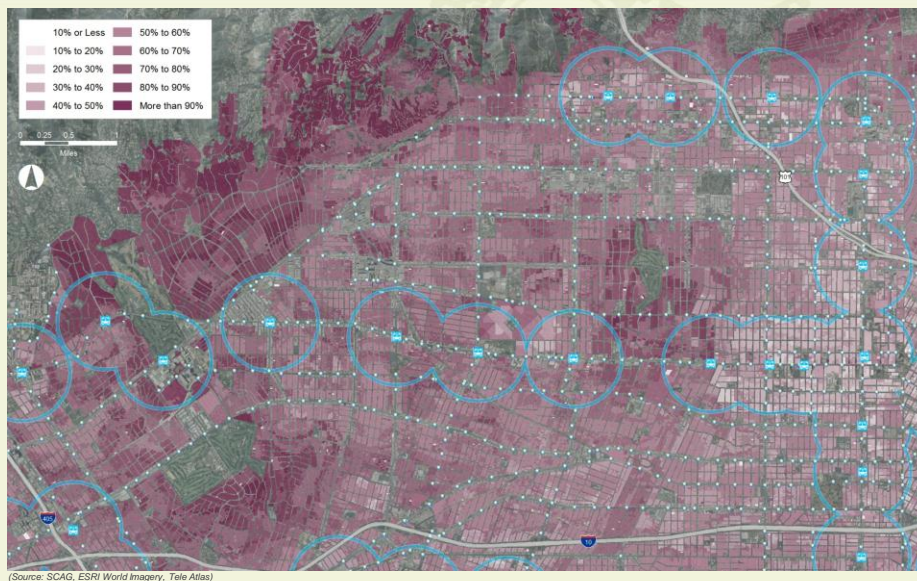 10% or Less
10% to 20%
20% to 30%
30% to 40%
40% to 50%
50% to 60%
60% to 70%
70% to 80%
80% to 90%
More than 90%
0 0.25 0.5 1
Miles
101
405
10
(Source: SCAG, ESRI World Imagery, Tele Atlas)